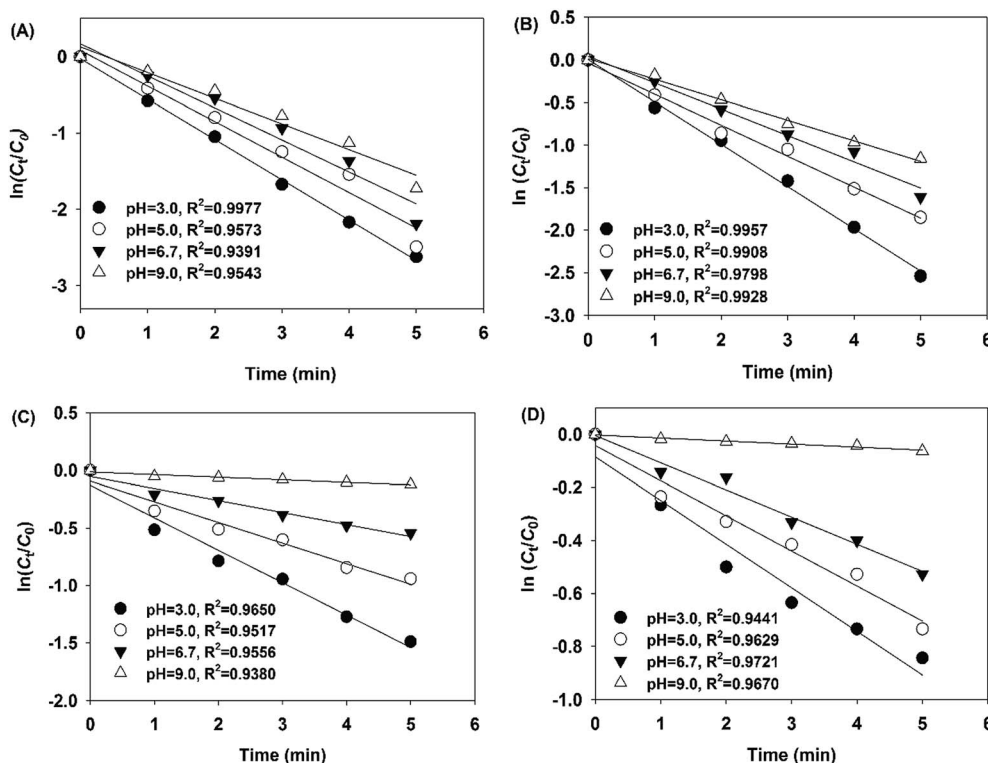 (A)
ln(Ct/C0)
0
-1
-2
-3
pH=3.0, R²=0.9977
pH=5.0, R²=0.9573
pH=6.7, R²=0.9391
pH=9.0, R²=0.9543
0 1 2 3 4 5 6
Time (min)
(B)
ln (Ct/C0)
0.5
0.0
-0.5
-1.0
-1.5
-2.0
-2.5
-3.0
pH=3.0, R²=0.9957
pH=5.0, R²=0.9908
pH=6.7, R²=0.9798
pH=9.0, R²=0.9928
0 1 2 3 4 5 6
Time (min)
(C)
ln(Ct/C0)
0.5
0.0
-0.5
-1.0
-1.5
-2.0
pH=3.0, R²=0.9650
pH=5.0, R²=0.9517
pH=6.7, R²=0.9556
pH=9.0, R²=0.9380
0 1 2 3 4 5 6
Time (min)
(D)
ln (Ct/C0)
0.0
-0.2
-0.4
-0.6
-0.8
-1.0
pH=3.0, R²=0.9441
pH=5.0, R²=0.9629
pH=6.7, R²=0.9721
pH=9.0, R²=0.9670
0 1 2 3 4 5 6
Time (min)